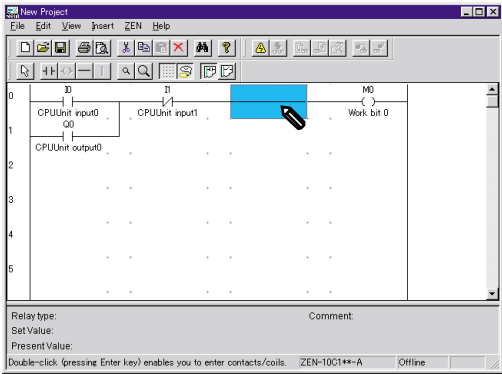 New Project
File Edit View Insert ZEN Help
0 I0 I1 M0
CPUUnit input0 CPUUnit input1 Work bit 0
Q0
1
CPUUnit output0
2
3
4
5
Relay type: Comment:
Set Value:
Present Value:
Double-click (pressing Enter key) enables you to enter contacts/coils. ZEN-10C1**-A Offline